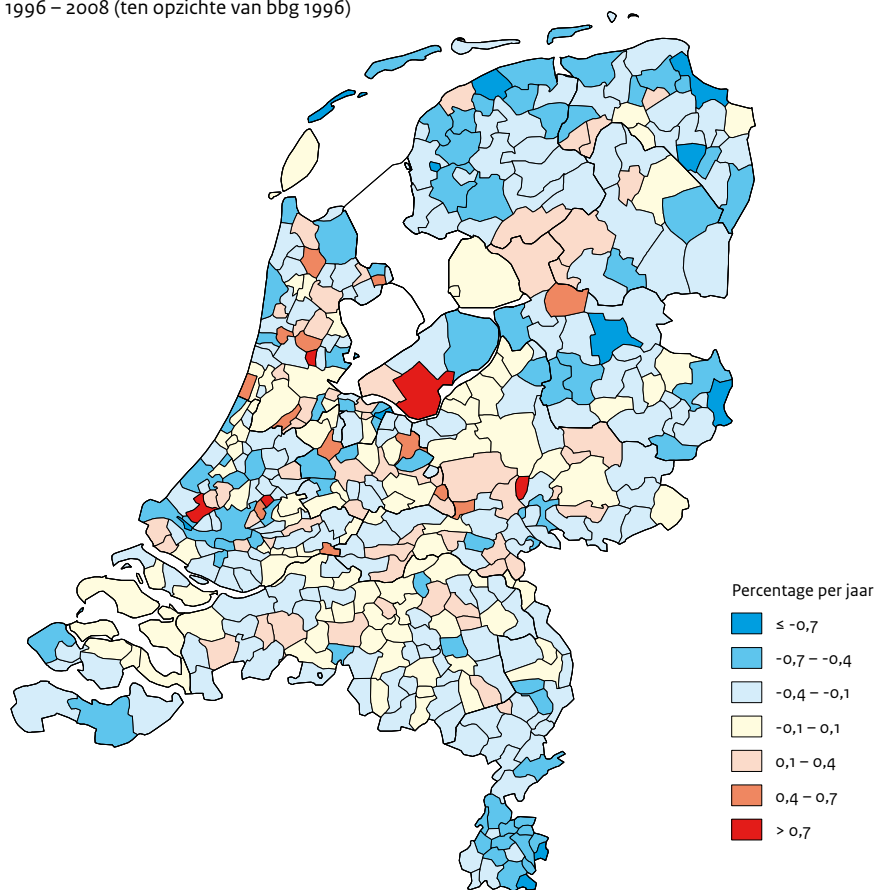 1996 – 2008 (ten opzichte van bbg 1996)
Percentage per jaar
≤ -0,7
-0,7 – -0,4
-0,4 – -0,1
-0,1 – 0,1
0,1 – 0,4
0,4 – 0,7
> 0,7